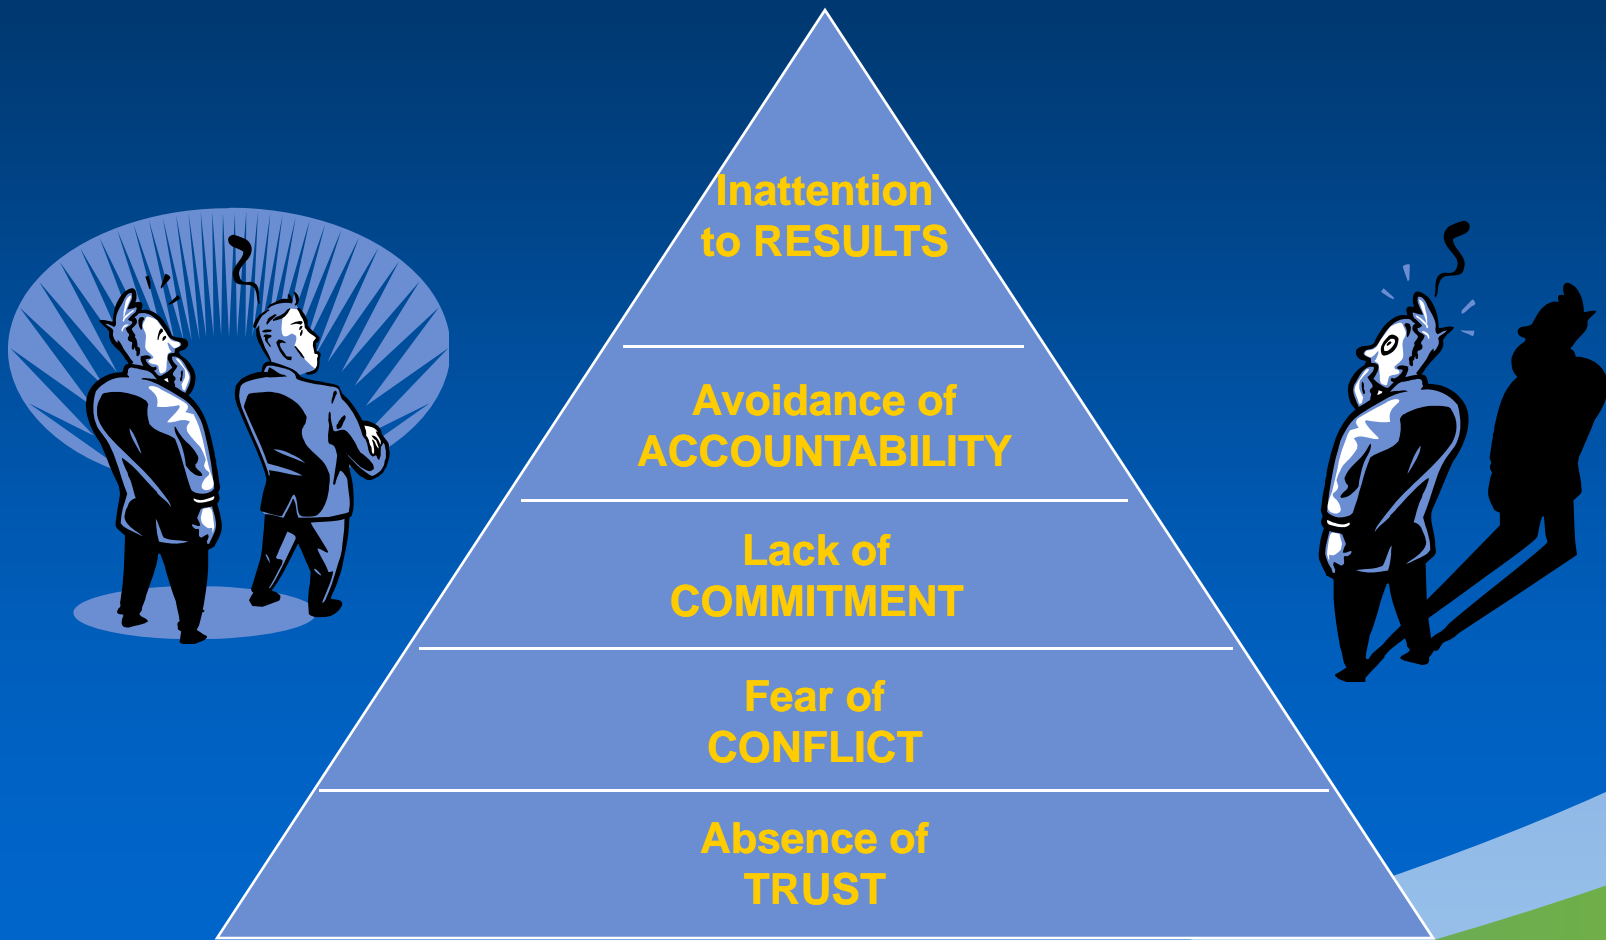 Inattention
to RESULTS
Avoidance of
ACCOUNTABILITY
Lack of
COMMITMENT
Fear of
CONFLICT
Absence of
TRUST